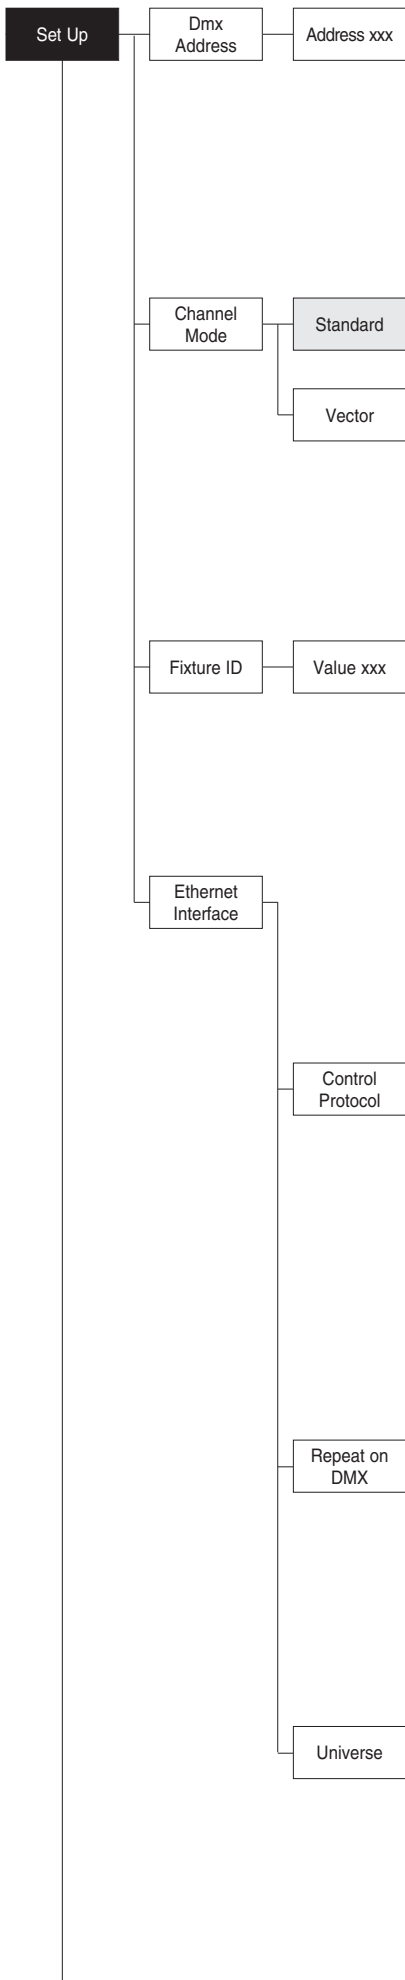 Set Up
Dmx
Address
Address xxx
Channel
Mode
Standard
Vector
Fixture ID
Value xxx
Ethernet
Interface
Control
Protocol
Repeat on
DMX
Universe